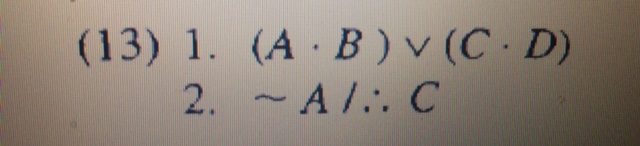 (13) 1. (A · B) ∨ (C · D)
2. ~ A /∴ C